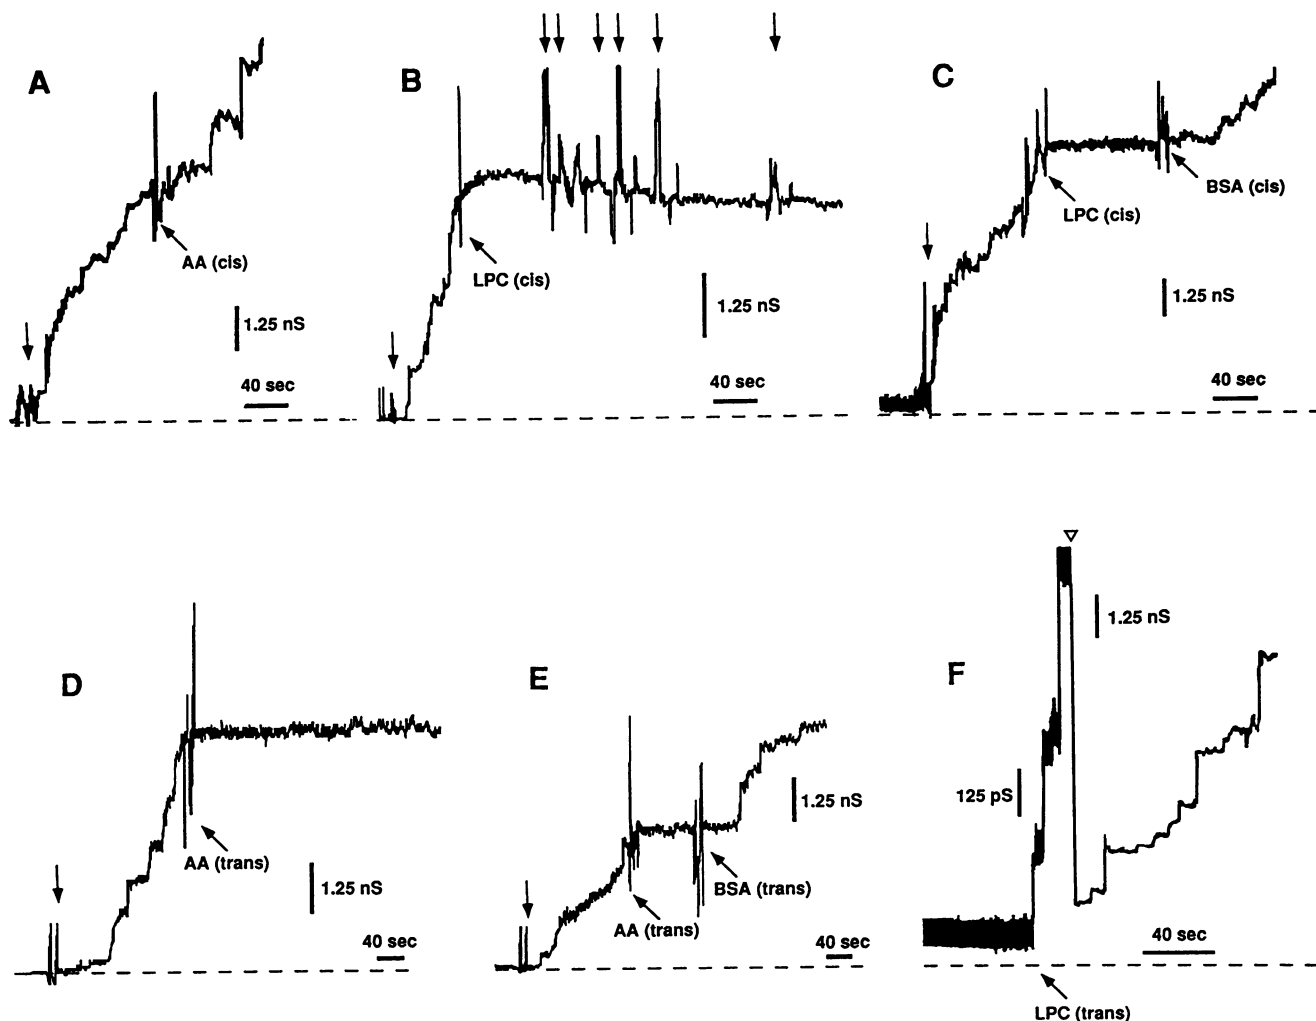 A
AA (cis)
1.25 nS
40 sec
B
LPC (cis)
1.25 nS
40 sec
C
LPC (cis)
BSA (cis)
1.25 nS
40 sec
D
AA (trans)
1.25 nS
40 sec
E
AA (trans)
BSA (trans)
1.25 nS
40 sec
F
1.25 nS
125 pS
40 sec
LPC (trans)